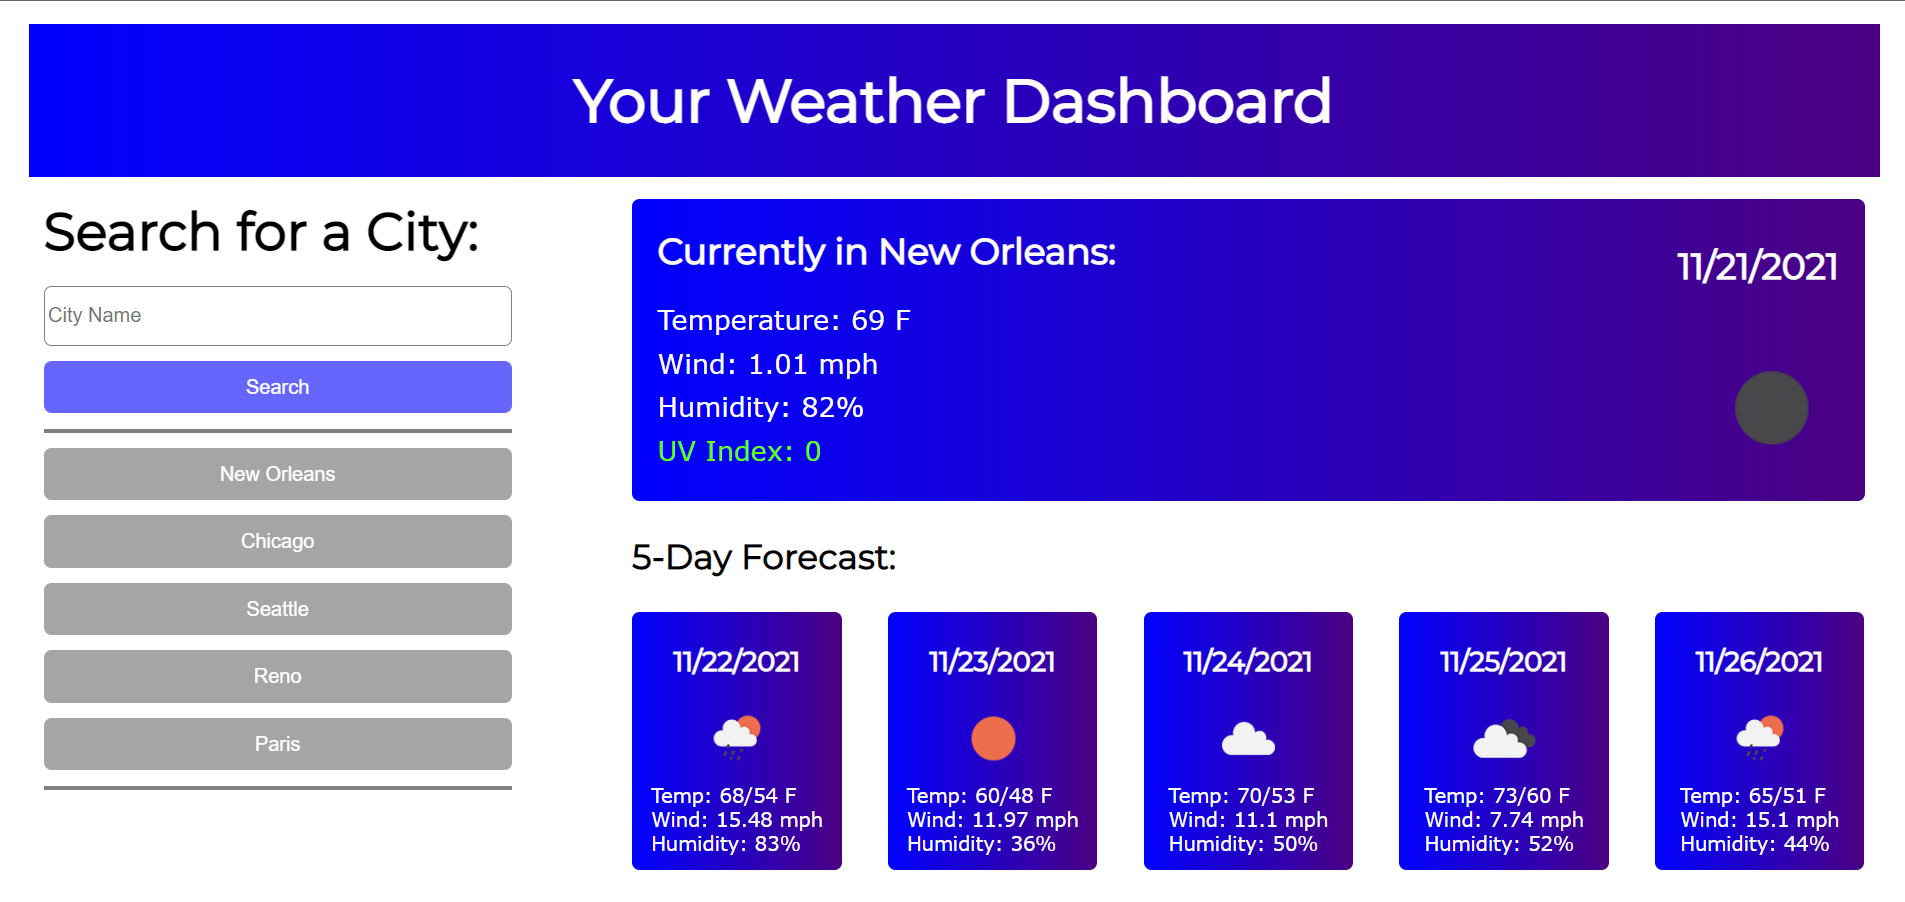 Your Weather Dashboard
Search for a City:
City Name
Search
New Orleans
Chicago
Seattle
Reno
Paris
Currently in New Orleans:
11/21/2021
Temperature: 69 F
Wind: 1.01 mph
Humidity: 82%
UV Index: 0
5-Day Forecast:
11/22/2021
Temp: 68/54 F
Wind: 15.48 mph
Humidity: 83%
11/23/2021
Temp: 60/48 F
Wind: 11.97 mph
Humidity: 36%
11/24/2021
Temp: 70/53 F
Wind: 11.1 mph
Humidity: 50%
11/25/2021
Temp: 73/60 F
Wind: 7.74 mph
Humidity: 52%
11/26/2021
Temp: 65/51 F
Wind: 15.1 mph
Humidity: 44%